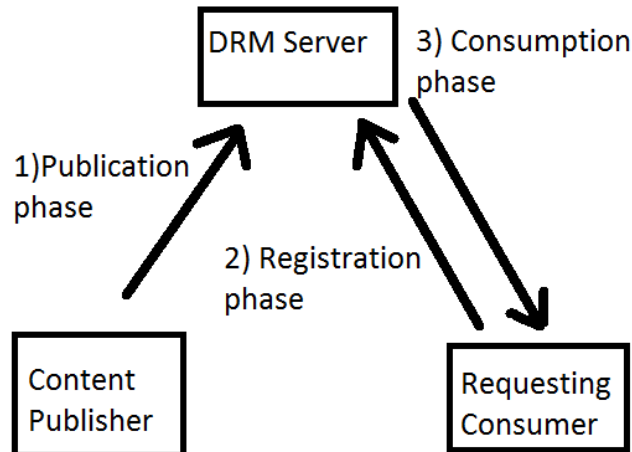 DRM Server
3) Consumption
phase
1)Publication
phase
2) Registration
phase
Content
Publisher
Requesting
Consumer